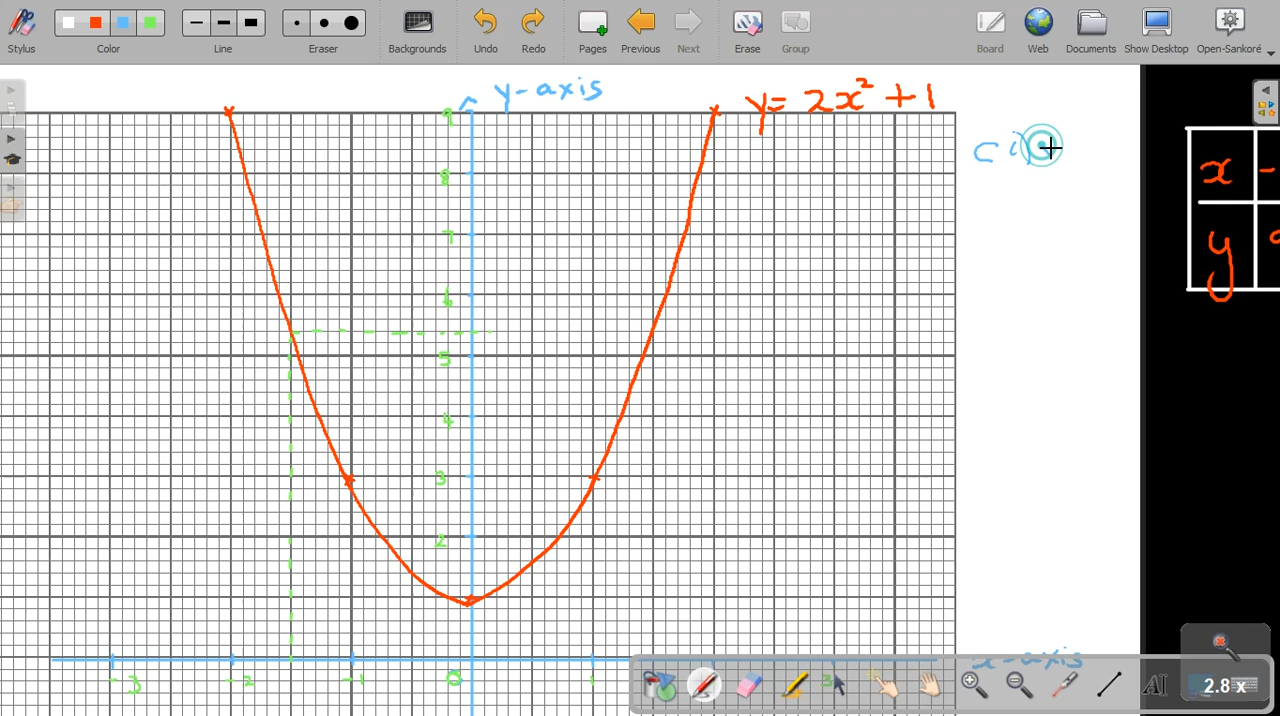 Stylus Color Line Eraser Backgrounds Undo Redo Pages Previous Next Erase Group Board Web Documents Show Desktop Open-Sankoré
y-axis
y = 2x² + 1
c i)
9
8
7
6
5
4
3
2
x -
y
-3 -2 -1 0 1 3
x-axis
2.8 x